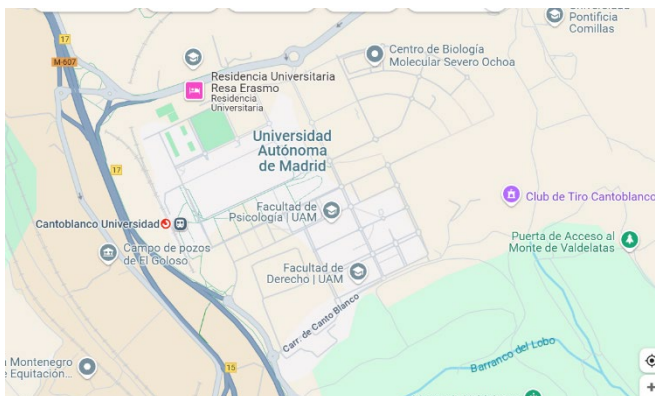 Pontificia
Comillas
17
M-607
Centro de Biología
Molecular Severo Ochoa
Residencia Universitaria
Resa Erasmo
Residencia
Universitaria
Universidad
Autónoma
de Madrid
17
Club de Tiro Cantoblanco
Facultad de
Psicología | UAM
Cantoblanco Universidad
Puerta de Acceso al
Monte de Valdelatas
Campo de pozos
de El Goloso
Facultad de
Derecho | UAM
Carr. de Canto Blanco
Barranco del Lobo
Montenegro
Equitación...
15